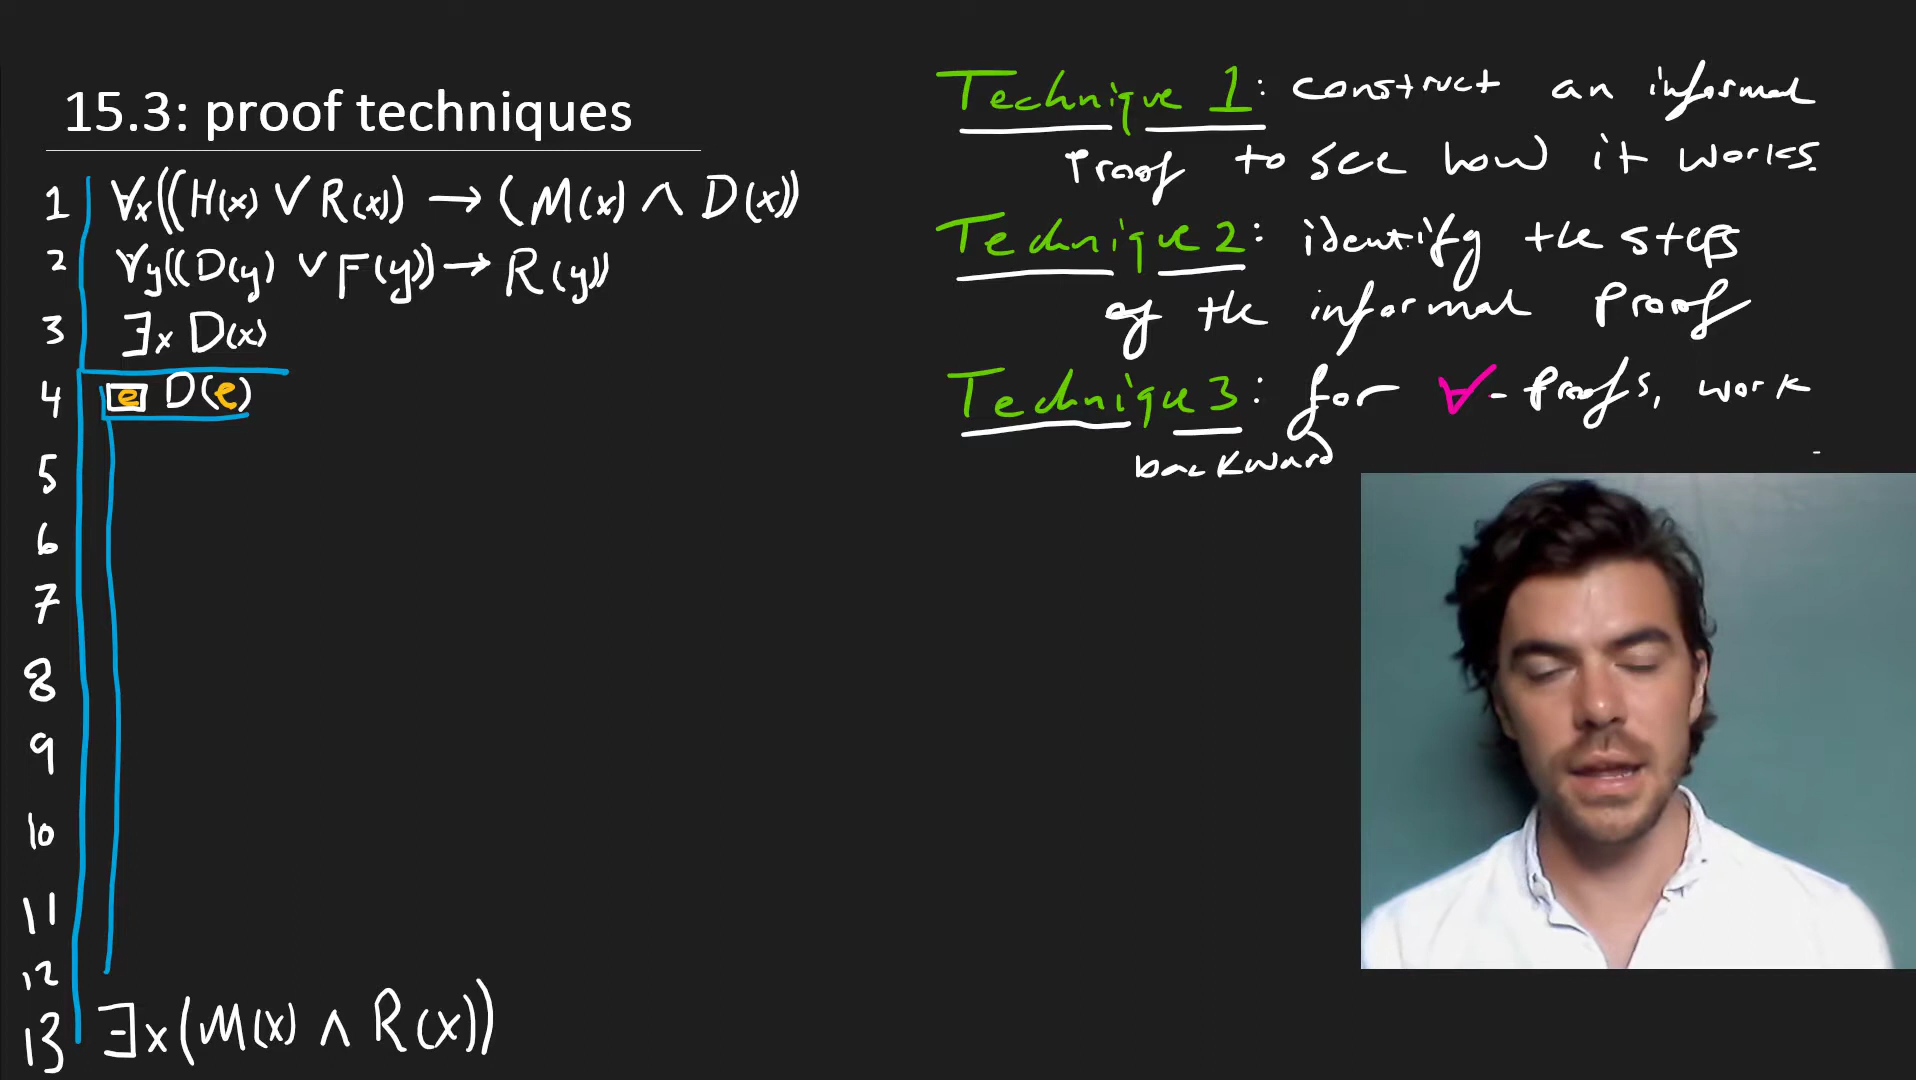 15.3: proof techniques
1 ∀x((H(x) ∨ R(x)) → (M(x) ∧ D(x))
2 ∀y((D(y) ∨ F(y)) → R(y))
3 ∃x D(x)
4 e D(e)
5
6
7
8
9
10
11
12
13 ∃x(M(x) ∧ R(x))
Technique 1: construct an informal
proof to see how it works.
Technique 2: identify the steps
of the informal proof
Technique 3: for ∀-proofs, work
backward